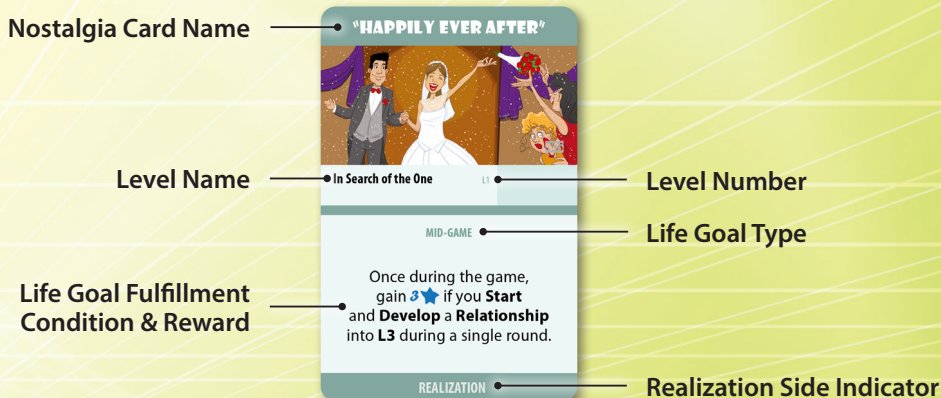 Nostalgia Card Name
"HAPPILY EVER AFTER"
Level Name
In Search of the One
L1
Level Number
MID-GAME
Life Goal Type
Life Goal Fulfillment
Condition & Reward
Once during the game,
gain 3 if you Start
and Develop a Relationship
into L3 during a single round.
REALIZATION
Realization Side Indicator